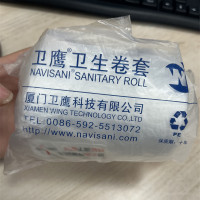 卫鹰卫生卷套
NAVISANI SANITARY ROLL
厦门卫鹰科技有限公司
XIAMEN WING TECHNOLOGY CO.,LTD
TEL:0086-592-5513072
http://www.navisani.com
PE